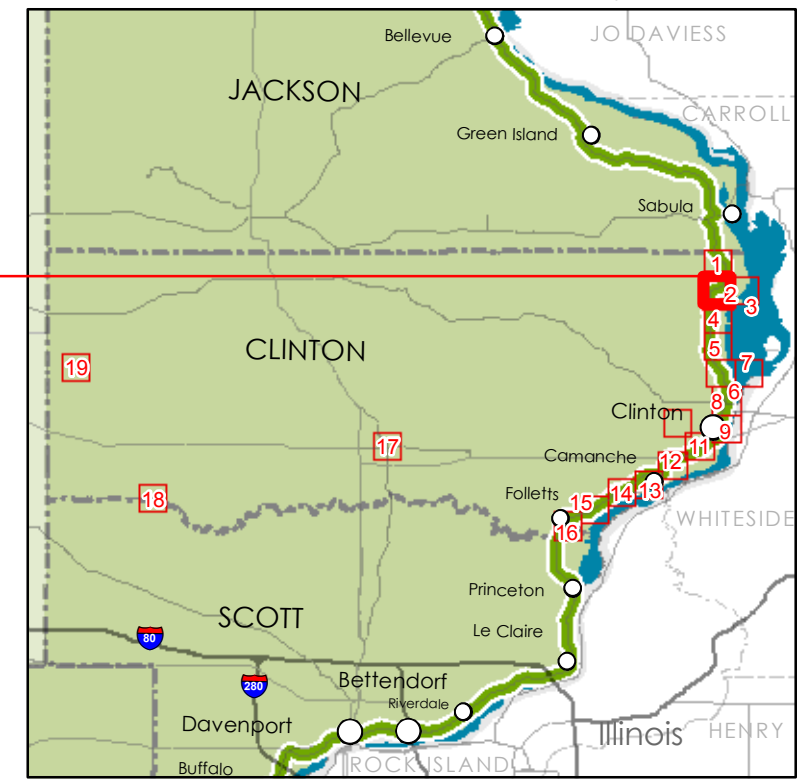 Bellevue
JO DAVIESS
JACKSON
CARROLL
Green Island
Sabula
1
2
3
4
5
CLINTON
19
7
6
8
Clinton
9
17
11
Camanche
12
13
Folletts
14
18
15
WHITESIDE
16
Princeton
SCOTT
Le Claire
80
Bettendorf
280
Riverdale
Davenport
Illinois
HENRY
Buffalo
ROCK ISLAND